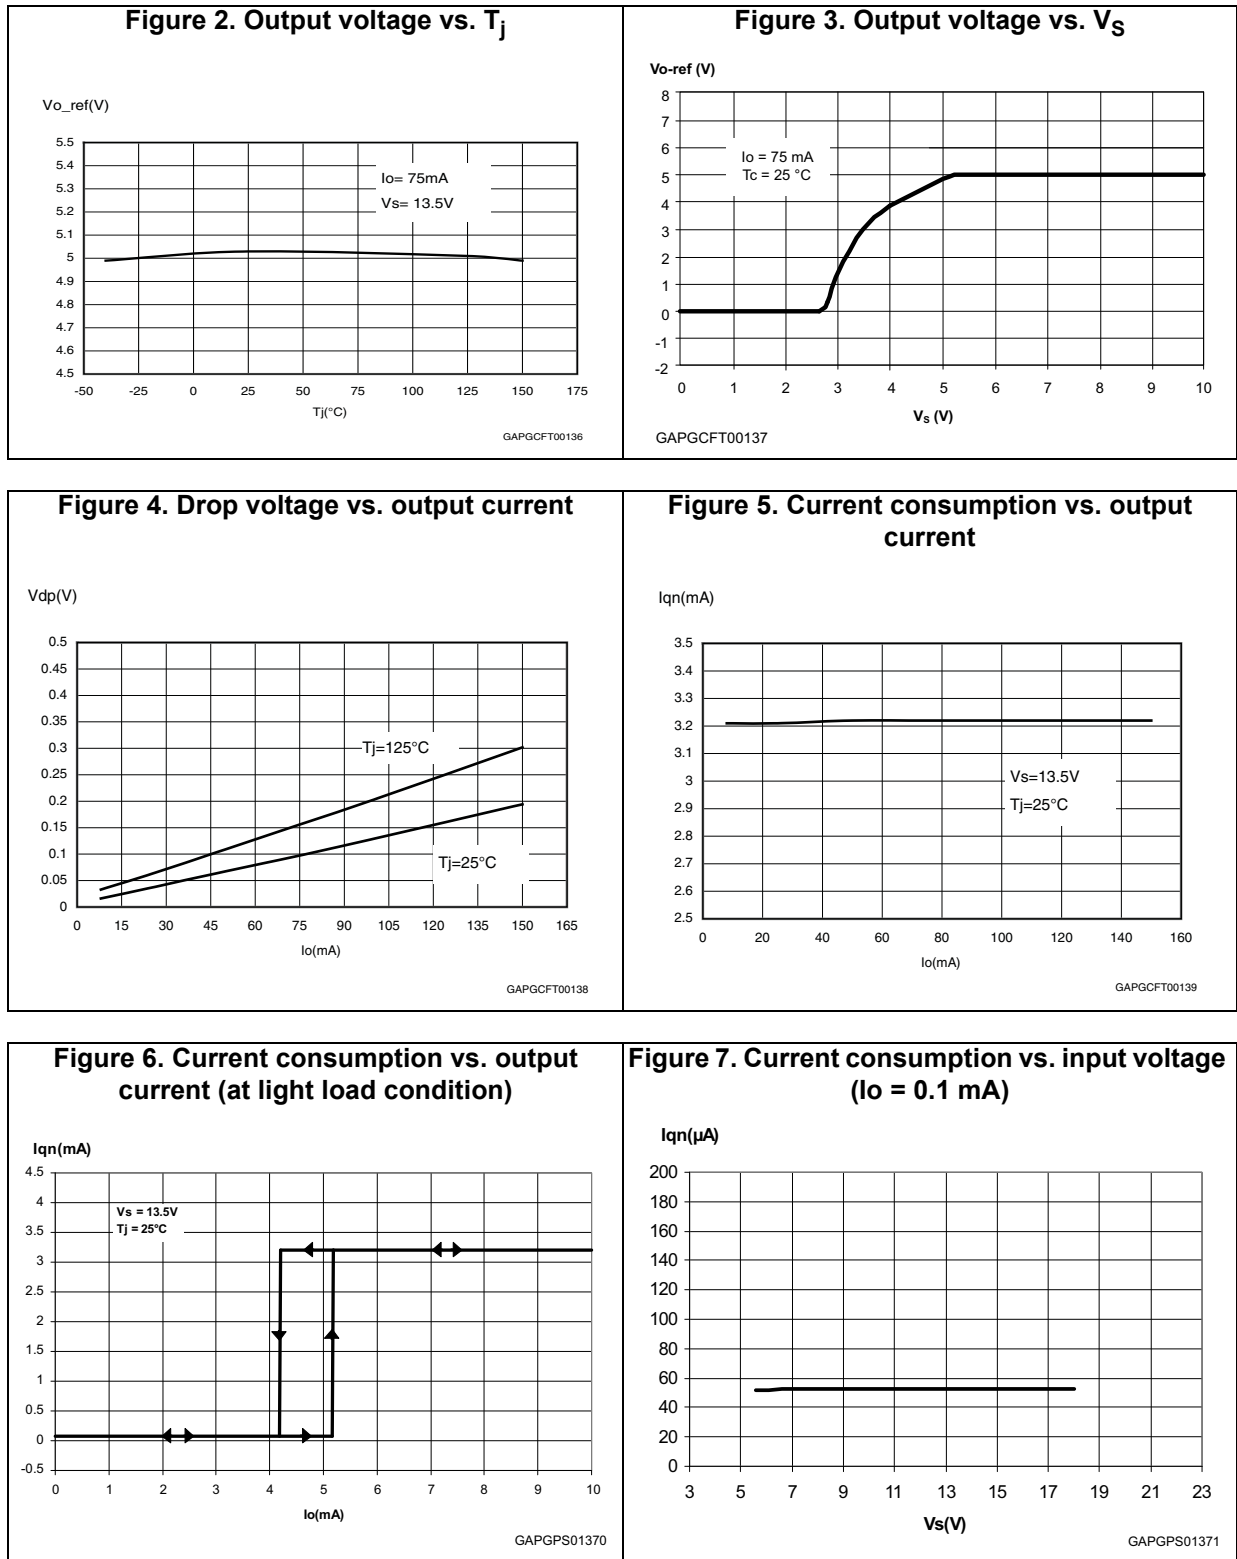 Figure 2. Output voltage vs. Tj
Vo_ref(V)
5.5
5.4
5.3
5.2
5.1
5
4.9
4.8
4.7
4.6
4.5
Io= 75mA
Vs= 13.5V
-50 -25 0 25 50 75 100 125 150 175
Tj(°C)
GAPGCFT00136
Figure 3. Output voltage vs. VS
Vo-ref (V)
8
7
6
5
4
3
2
1
0
-1
-2
Io = 75 mA
Tc = 25 °C
0 1 2 3 4 5 6 7 8 9 10
VS (V)
GAPGCFT00137
Figure 4. Drop voltage vs. output current
Vdp(V)
0.5
0.45
0.4
0.35
0.3
0.25
0.2
0.15
0.1
0.05
0
Tj=125°C
Tj=25°C
0 15 30 45 60 75 90 105 120 135 150 165
Io(mA)
GAPGCFT00138
Figure 5. Current consumption vs. output
current
Iqn(mA)
3.5
3.4
3.3
3.2
3.1
3
2.9
2.8
2.7
2.6
2.5
Vs=13.5V
Tj=25°C
0 20 40 60 80 100 120 140 160
Io(mA)
GAPGCFT00139
Figure 6. Current consumption vs. output
current (at light load condition)
Iqn(mA)
4.5
4
3.5
3
2.5
2
1.5
1
0.5
0
-0.5
Vs = 13.5V
Tj = 25°C
0 1 2 3 4 5 6 7 8 9 10
Io(mA)
GAPGPS01370
Figure 7. Current consumption vs. input voltage
(Io = 0.1 mA)
Iqn(µA)
200
180
160
140
120
100
80
60
40
20
0
3 5 7 9 11 13 15 17 19 21 23
Vs(V)
GAPGPS01371